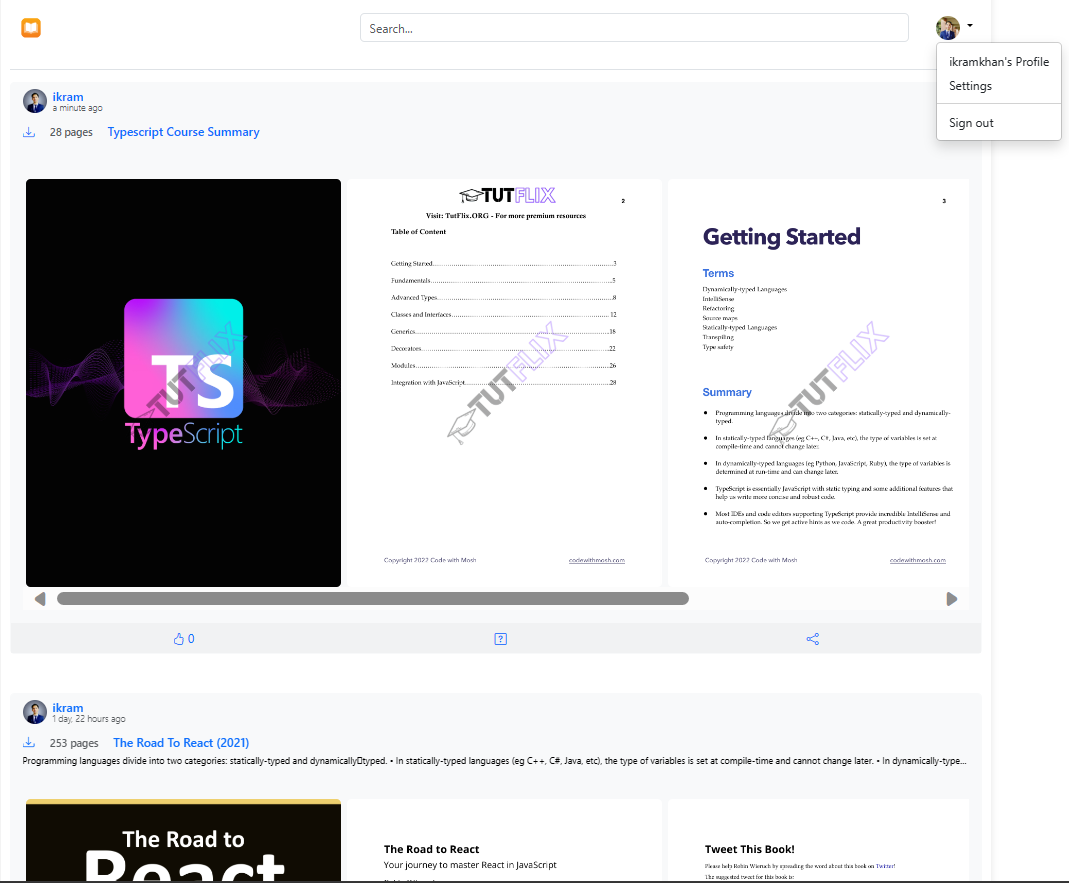 Search...
ikramkhan's Profile
Settings
Sign out
ikram
a minute ago
28 pages Typescript Course Summary
TS
TypeScript
TUTFLIX
TUTFLIX
2
Visit: TutFlix.ORG - For more premium resources
Table of Content
Getting Started 3
Fundamentals 5
Advanced Types 8
Classes and Interfaces 12
Generics 18
Decorators 22
Modules 26
Integration with JavaScript 28
TUTFLIX
Copyright 2022 Code with Mosh codewithmosh.com
3
Getting Started
Terms
Dynamically-typed Languages
IntelliSense
Refactoring
Source maps
Statically-typed Languages
Transpiling
Type safety
TUTFLIX
Summary
• Programming languages divide into two categories: statically-typed and dynamically-
typed.
• In statically-typed languages (eg C++, C#, Java, etc), the type of variables is set at
compile-time and cannot change later.
• In dynamically-typed languages (eg Python, JavaScript, Ruby), the type of variables is
determined at run-time and can change later.
• TypeScript is essentially JavaScript with static typing and some additional features that
help us write more concise and robust code.
• Most IDEs and code editors supporting TypeScript provide incredible IntelliSense and
auto-completion. So we get active hints as we code. A great productivity booster!
Copyright 2022 Code with Mosh codewithmosh.com
0
?
ikram
1 day, 22 hours ago
253 pages The Road To React (2021)
Programming languages divide into two categories: statically-typed and dynamically▯typed. • In statically-typed languages (eg C++, C#, Java, etc), the type of variables is set at compile-time and cannot change later. • In dynamically-type...
The Road to
React
The Road to React
Your journey to master React in JavaScript
Tweet This Book!
Please help Robin Wieruch by spreading the word about this book on Twitter!
The suggested tweet for this book is: